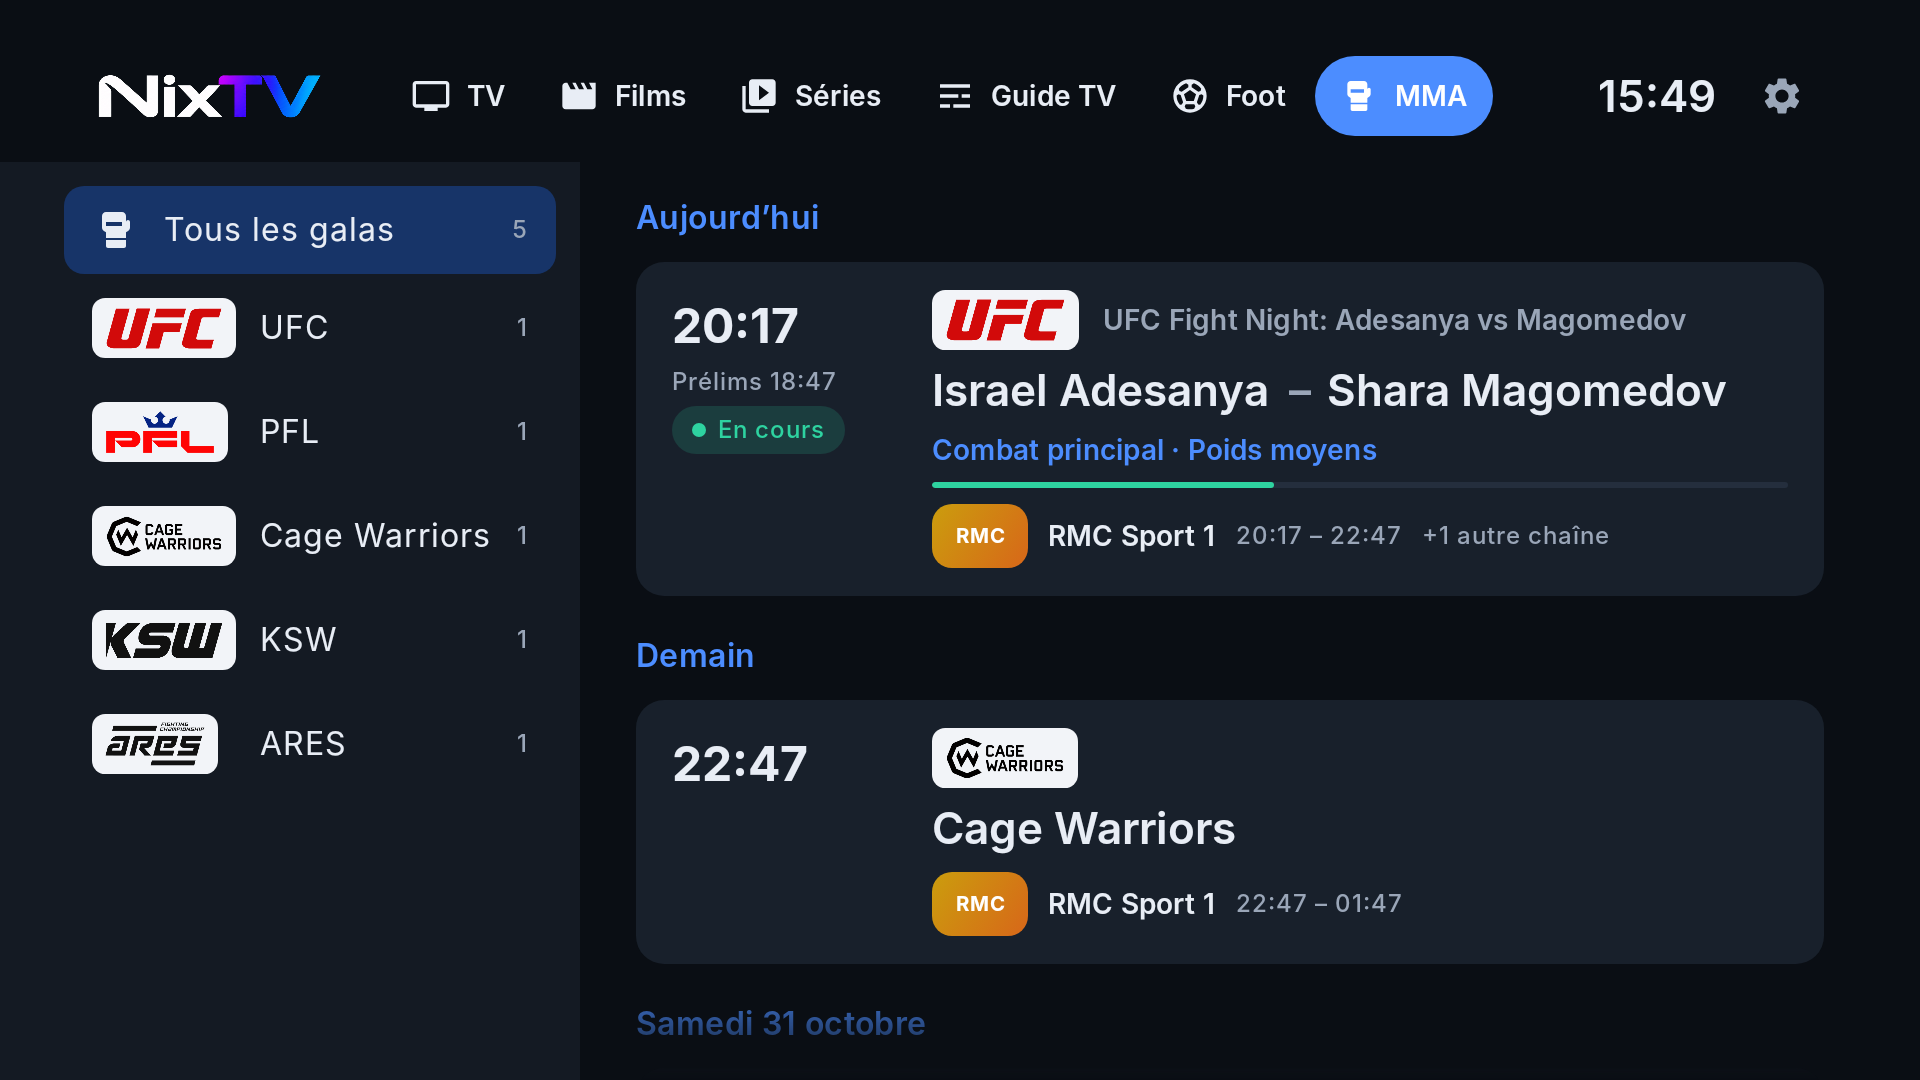 NixTV
TV
Films
Séries
Guide TV
Foot
MMA
15:49
Tous les galas
5
UFC
UFC
1
PFL
PFL
1
CAGE
WARRIORS
Cage Warriors
1
KSW
KSW
1
FIGHTING
CHAMPIONSHIP
ARES
ARES
1
Aujourd’hui
20:17
Prélims 18:47
En cours
UFC
UFC Fight Night: Adesanya vs Magomedov
Israel Adesanya – Shara Magomedov
Combat principal · Poids moyens
RMC
RMC Sport 1
20:17 – 22:47
+1 autre chaîne
Demain
22:47
CAGE
WARRIORS
Cage Warriors
RMC
RMC Sport 1
22:47 – 01:47
Samedi 31 octobre